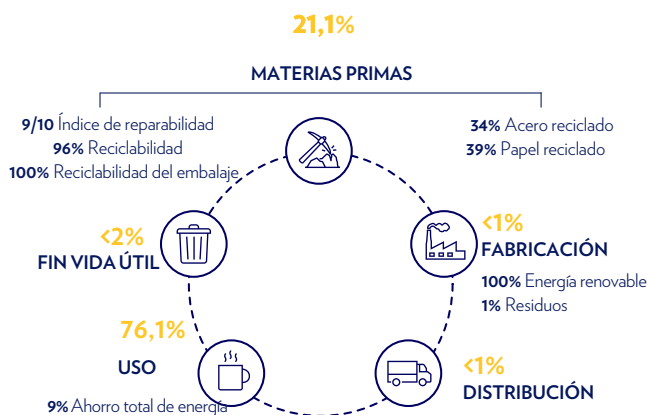 21,1%
MATERIAS PRIMAS
9/10 Índice de reparabilidad
96% Reciclabilidad
100% Reciclabilidad del embalaje
34% Acero reciclado
39% Papel reciclado
<1%
FABRICACIÓN
100% Energía renovable
1% Residuos
<1%
DISTRIBUCIÓN
76,1%
USO
9% Ahorro total de energía
<2%
FIN VIDA ÚTIL